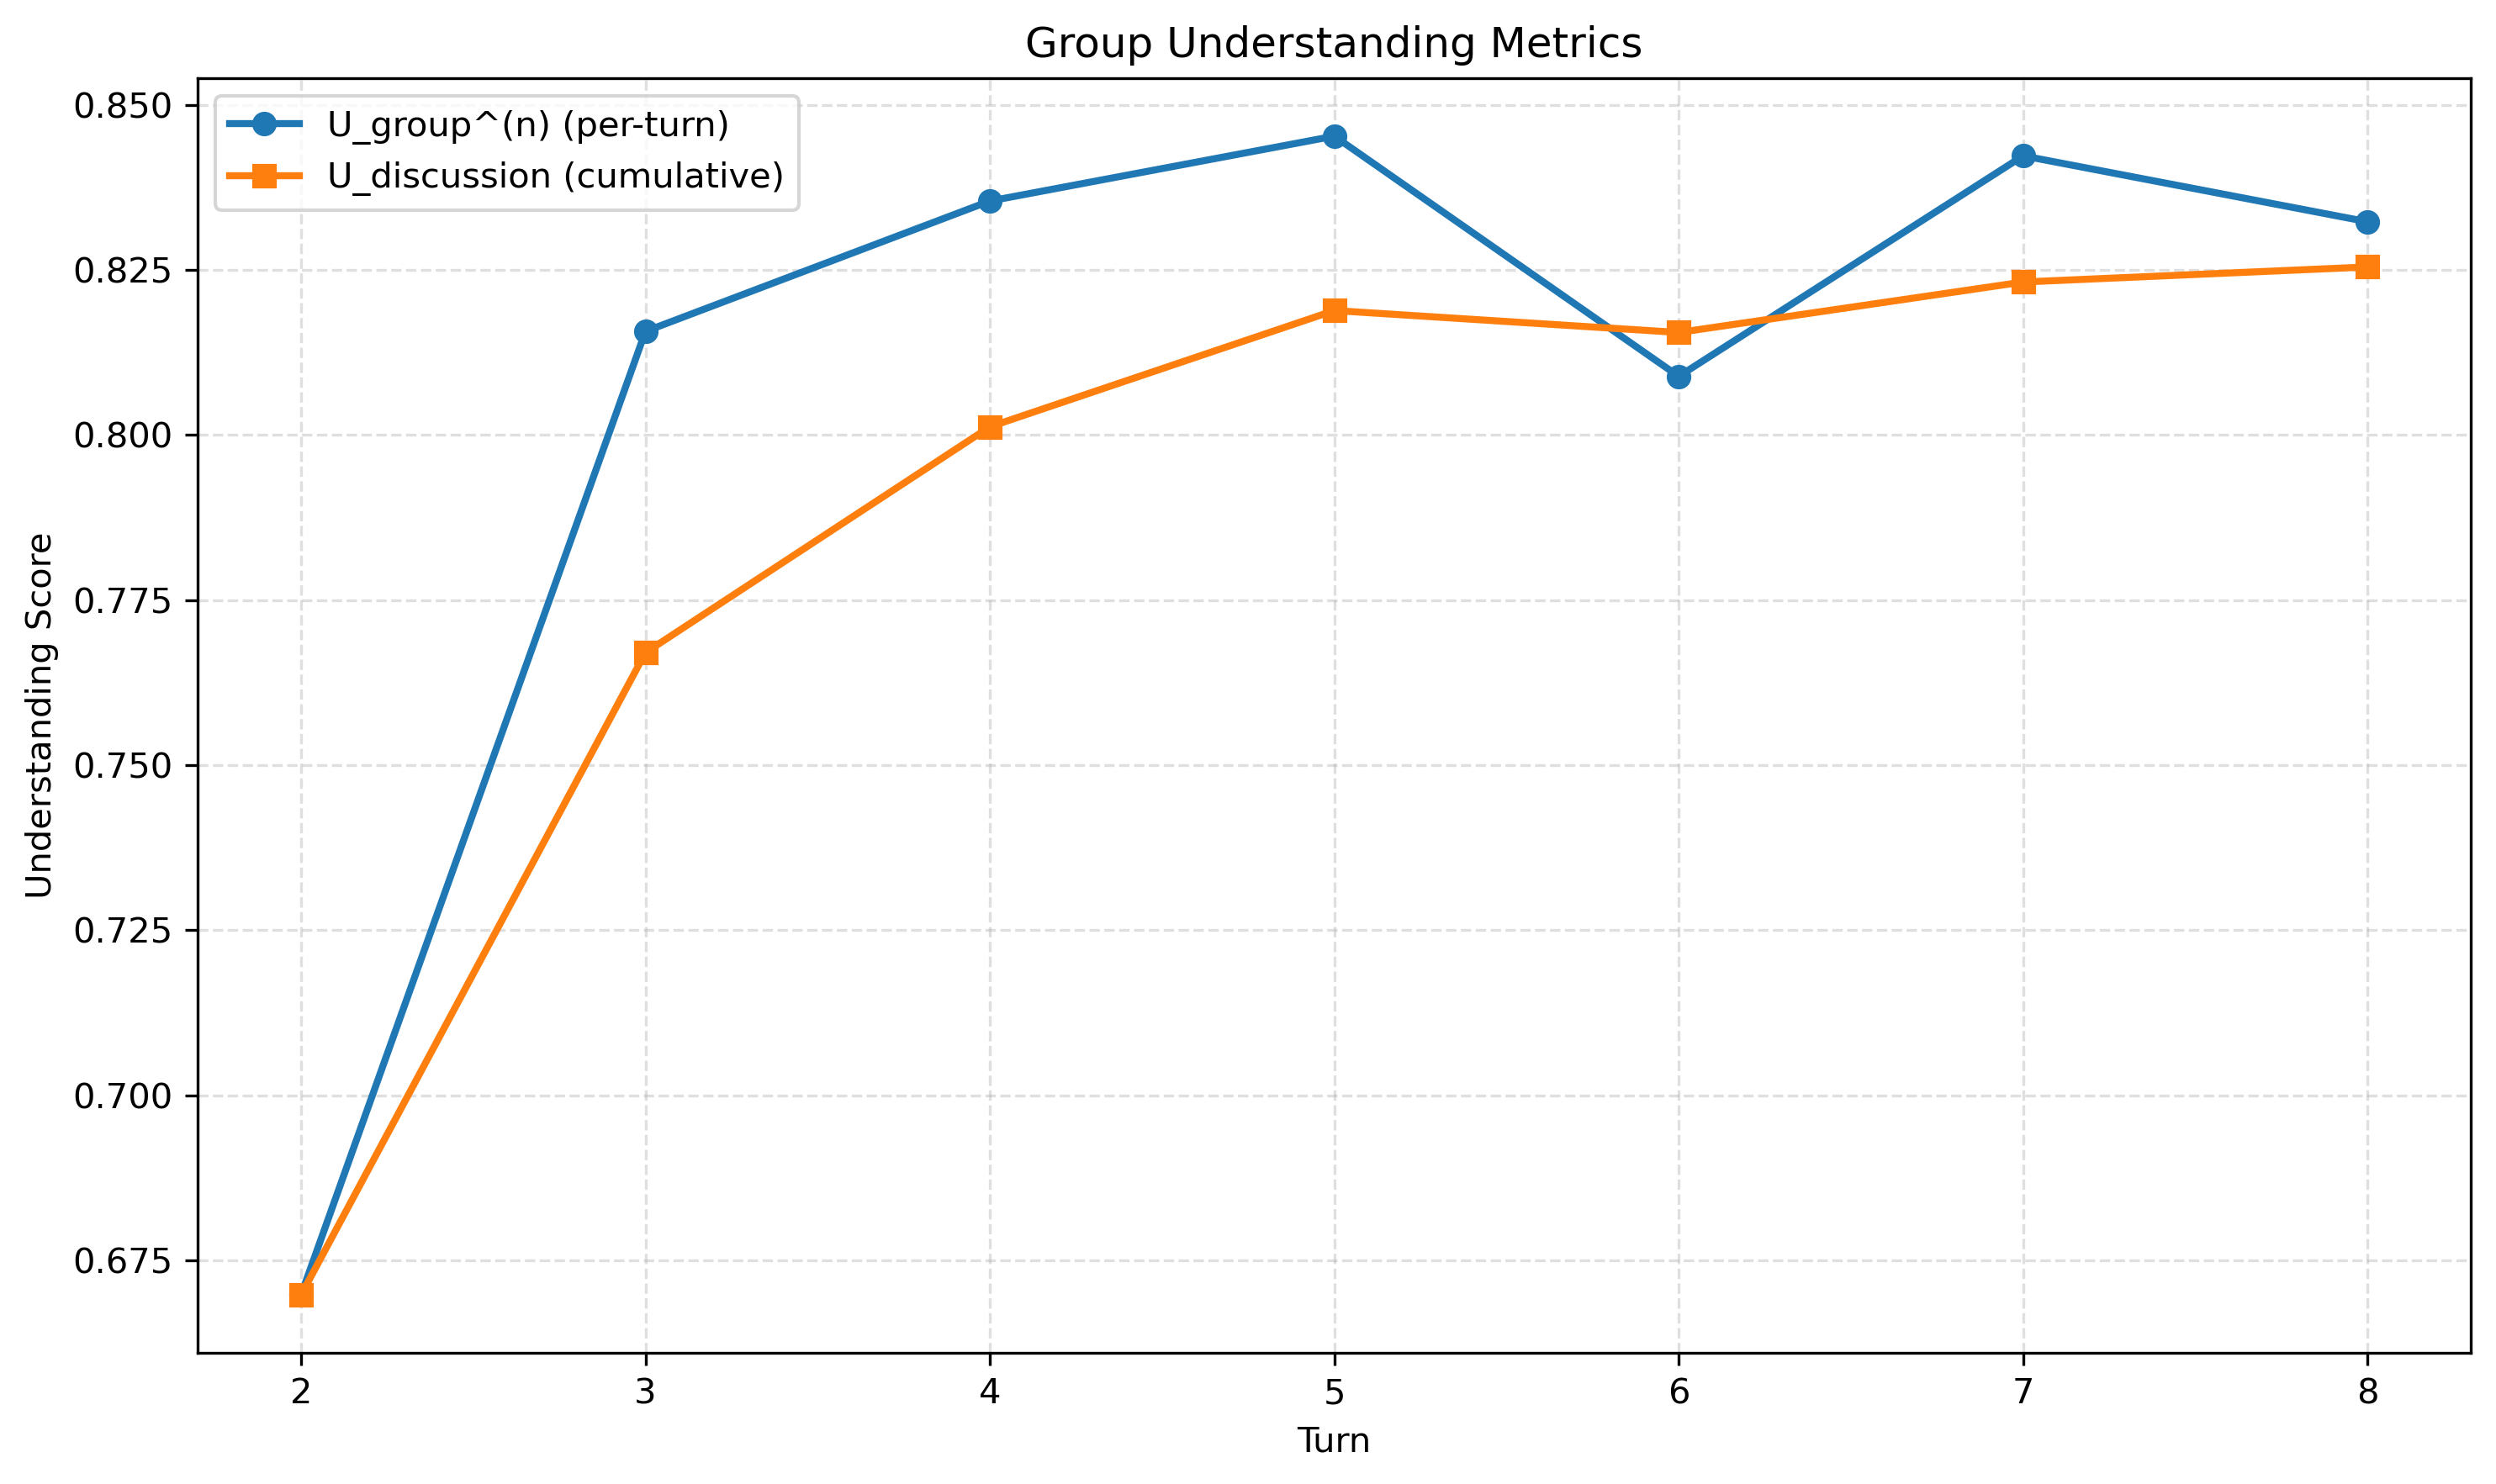 Group Understanding Metrics
U_group^(n) (per-turn)
U_discussion (cumulative)
Understanding Score
0.850
0.825
0.800
0.775
0.750
0.725
0.700
0.675
2 3 4 5 6 7 8
Turn